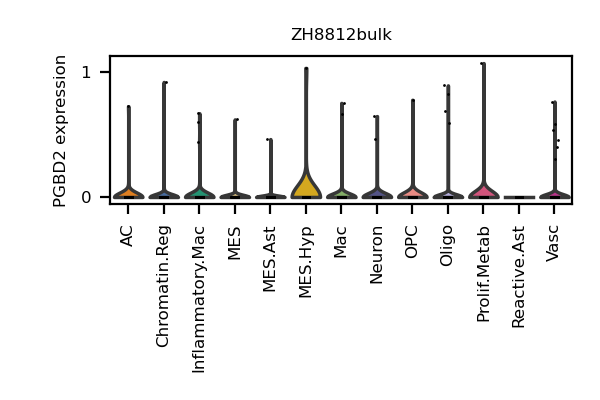 ZH8812bulk
PGBD2 expression
1
0
AC
Chromatin.Reg
Inflammatory.Mac
MES
MES.Ast
MES.Hyp
Mac
Neuron
OPC
Oligo
Prolif.Metab
Reactive.Ast
Vasc